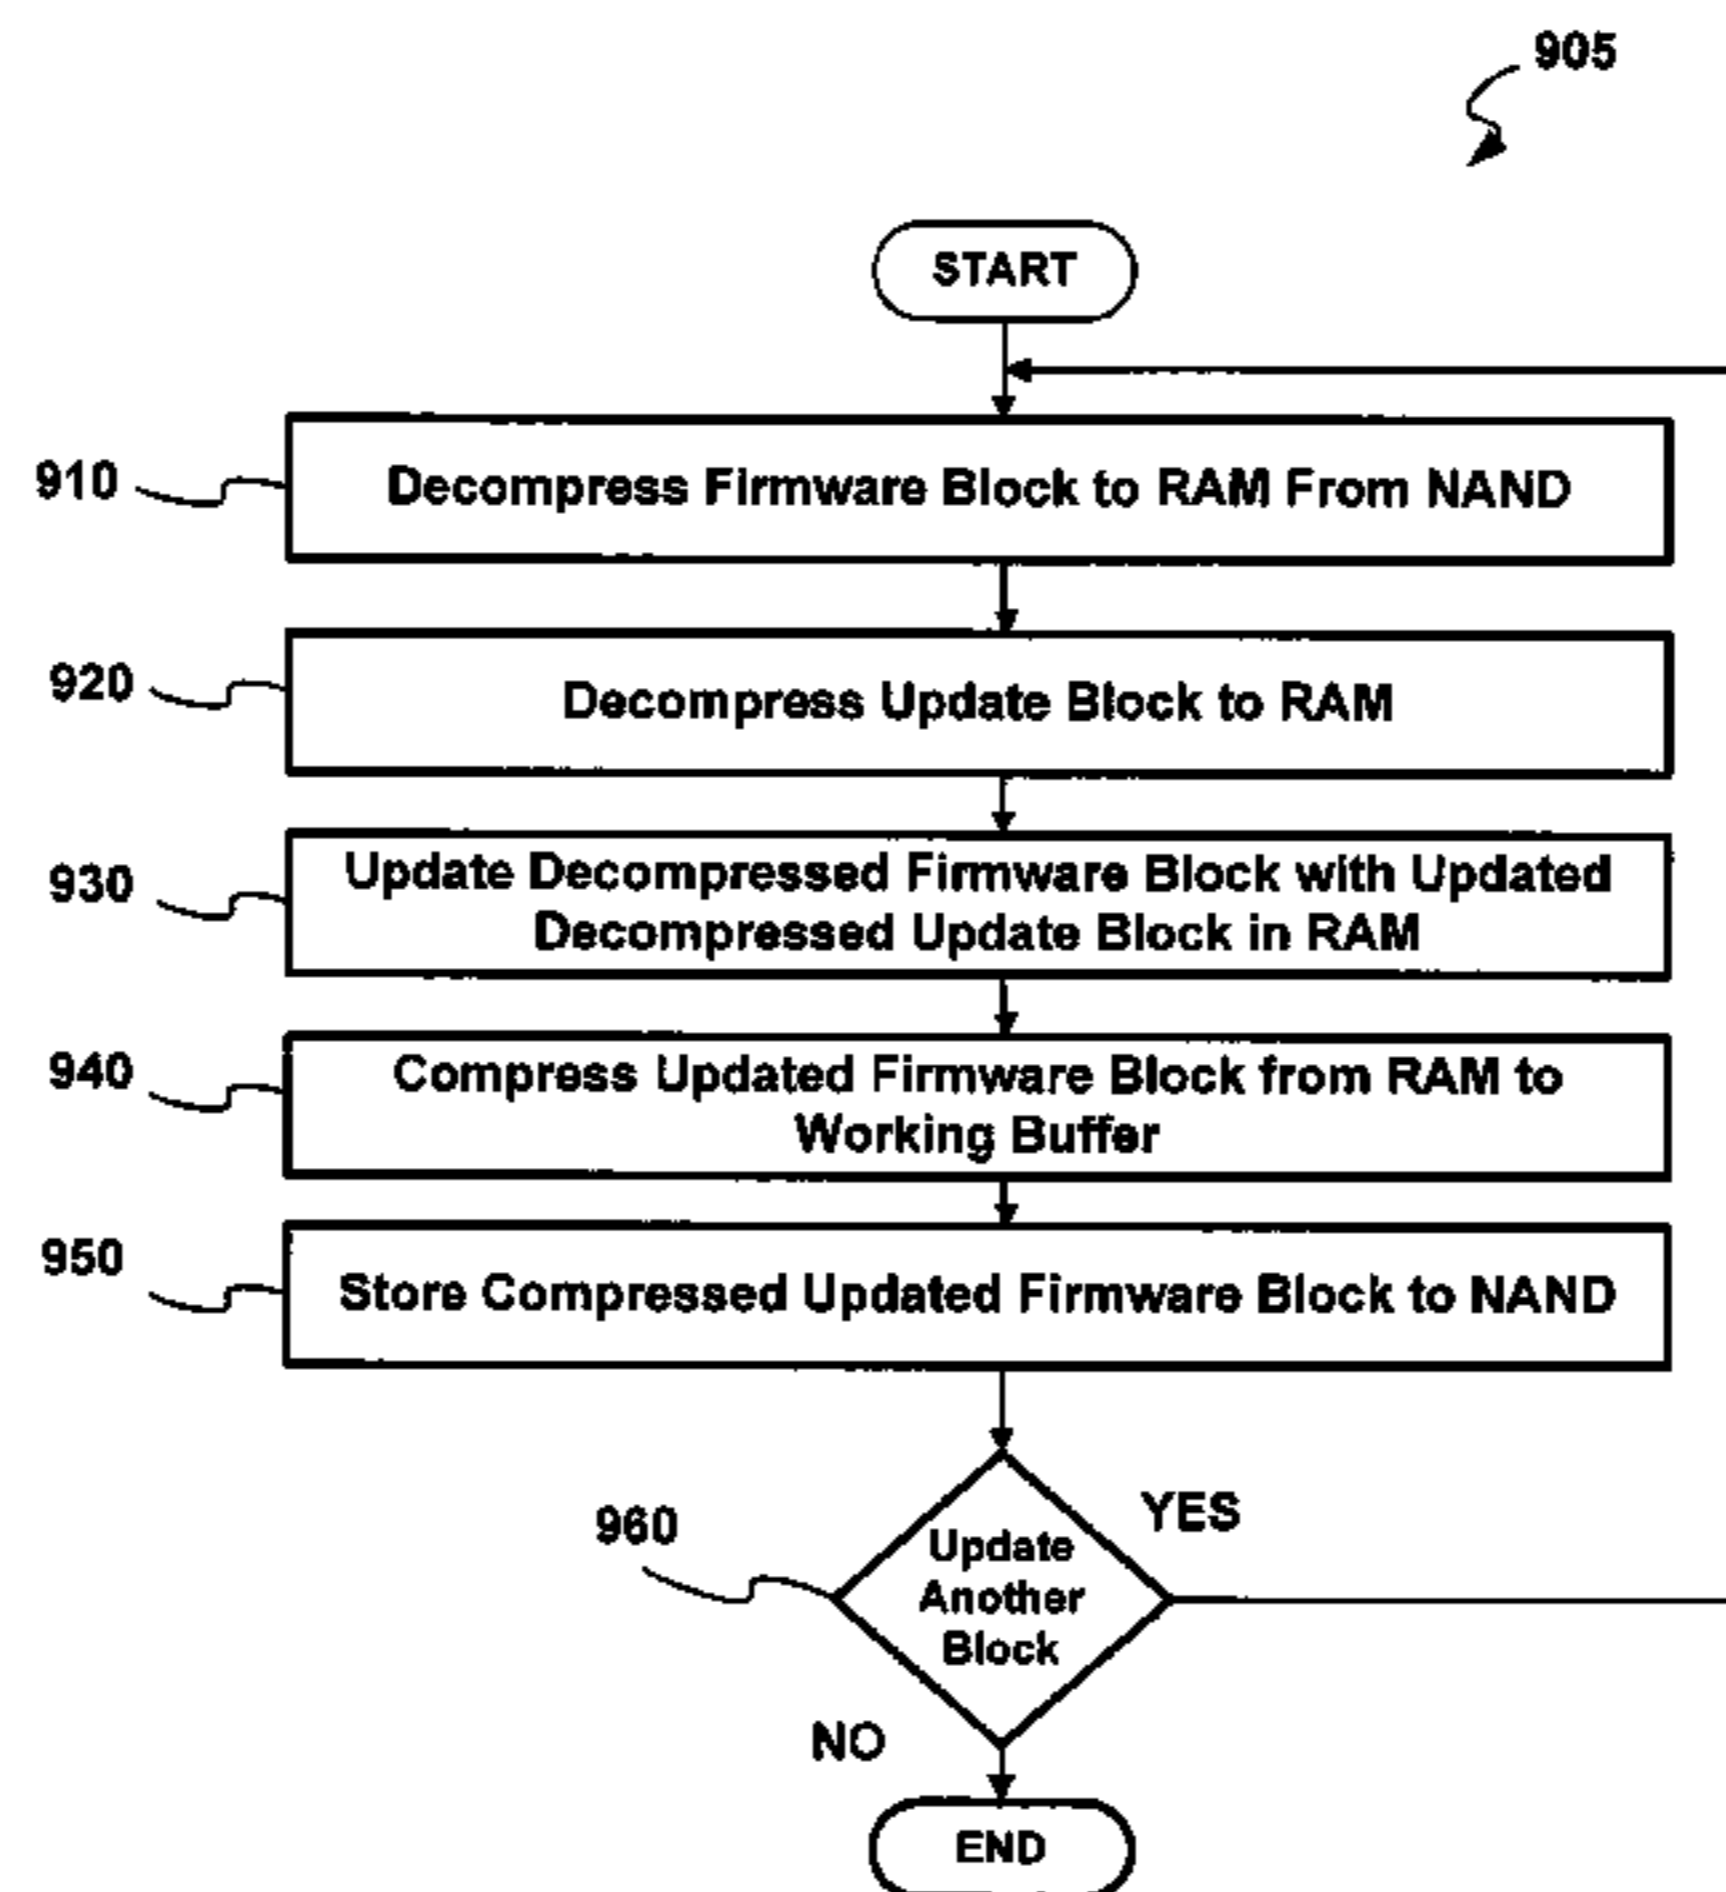 905
START
910
Decompress Firmware Block to RAM From NAND
920
Decompress Update Block to RAM
930
Update Decompressed Firmware Block with Updated
Decompressed Update Block in RAM
940
Compress Updated Firmware Block from RAM to
Working Buffer
950
Store Compressed Updated Firmware Block to NAND
960
YES
Update
Another
Block
NO
END